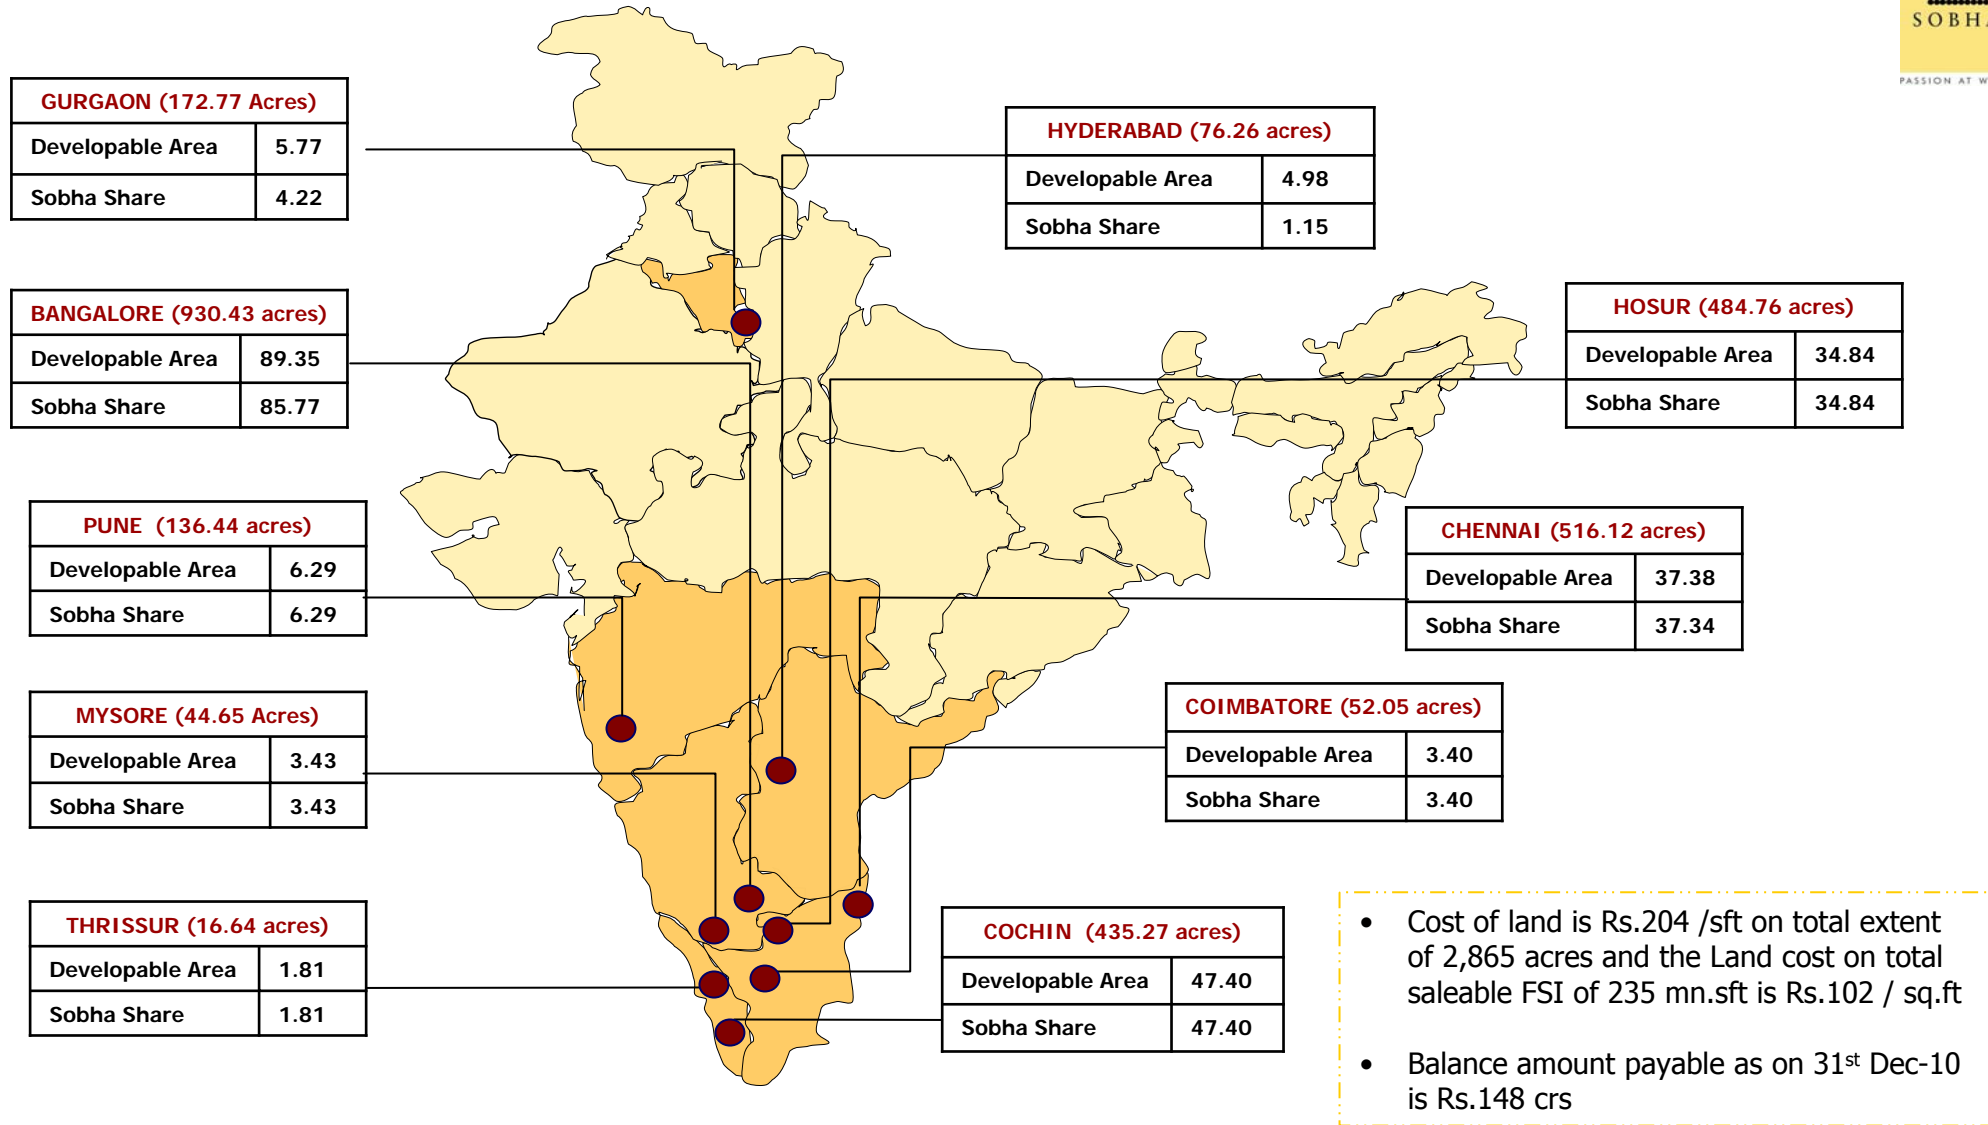 SOBHA
PASSION AT W
GURGAON (172.77 Acres)
Developable Area 5.77
Sobha Share 4.22
HYDERABAD (76.26 acres)
Developable Area 4.98
Sobha Share 1.15
BANGALORE (930.43 acres)
Developable Area 89.35
Sobha Share 85.77
HOSUR (484.76 acres)
Developable Area 34.84
Sobha Share 34.84
PUNE (136.44 acres)
Developable Area 6.29
Sobha Share 6.29
CHENNAI (516.12 acres)
Developable Area 37.38
Sobha Share 37.34
MYSORE (44.65 Acres)
Developable Area 3.43
Sobha Share 3.43
COIMBATORE (52.05 acres)
Developable Area 3.40
Sobha Share 3.40
THRISSUR (16.64 acres)
Developable Area 1.81
Sobha Share 1.81
COCHIN (435.27 acres)
Developable Area 47.40
Sobha Share 47.40
• Cost of land is Rs.204 /sft on total extent
of 2,865 acres and the Land cost on total
saleable FSI of 235 mn.sft is Rs.102 / sq.ft
• Balance amount payable as on 31st Dec-10
is Rs.148 crs